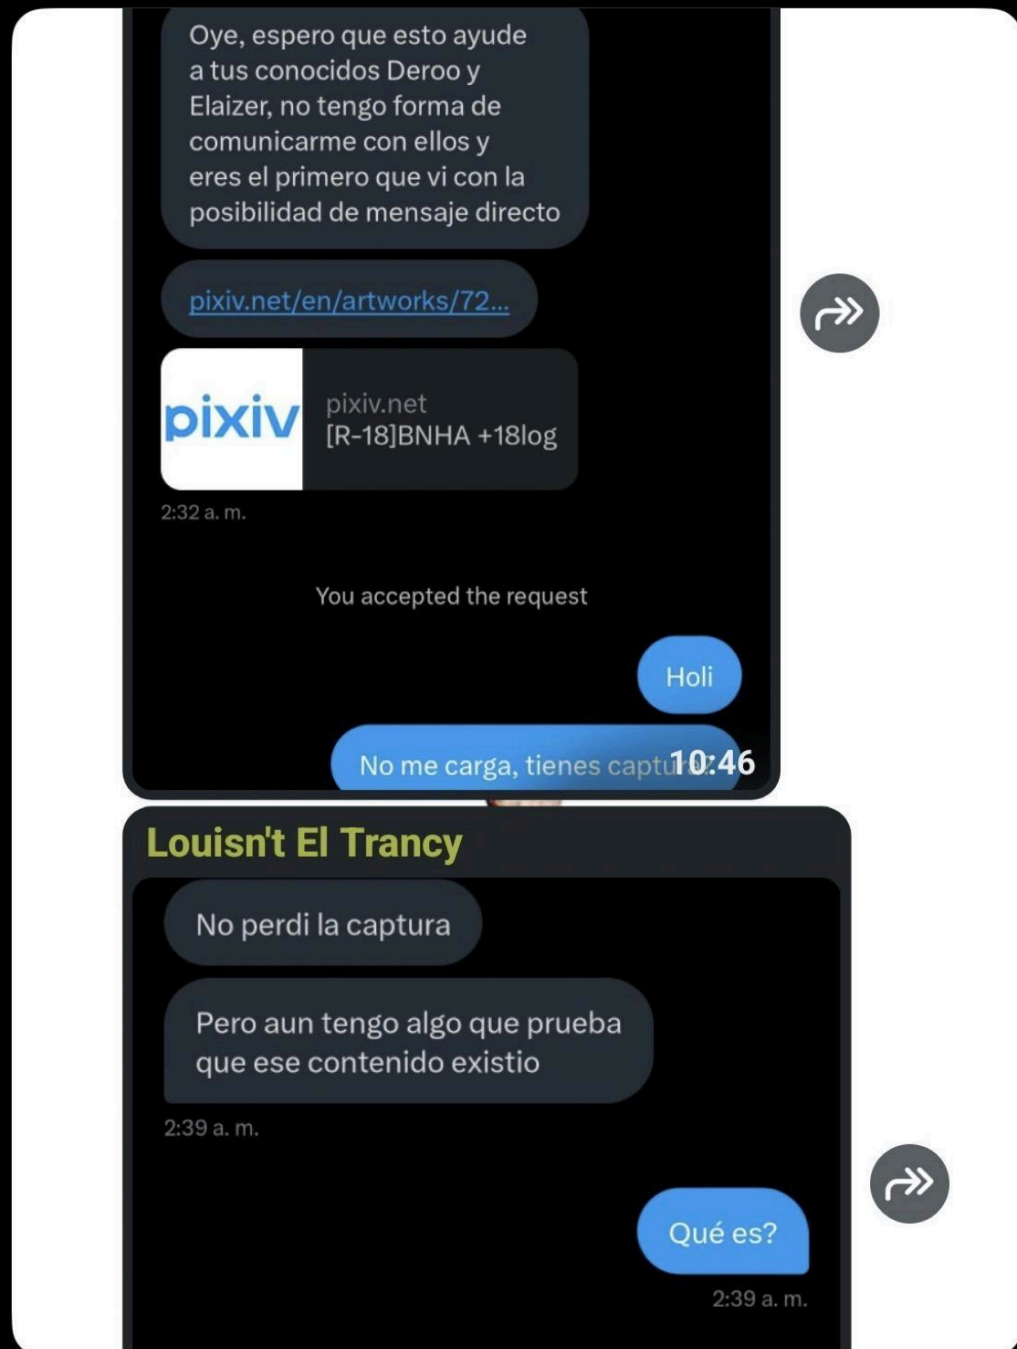 Oye, espero que esto ayude
a tus conocidos Deroo y
Elaizer, no tengo forma de
comunicarme con ellos y
eres el primero que vi con la
posibilidad de mensaje directo
pixiv.net/en/artworks/72...
pixiv
pixiv.net
[R-18]BNHA +18log
2:32 a. m.
You accepted the request
Holi
No me carga, tienes
10:46
Louisn't El Trancy
No perdi la captura
Pero aun tengo algo que prueba
que ese contenido existio
2:39 a. m.
Qué es?
2:39 a. m.